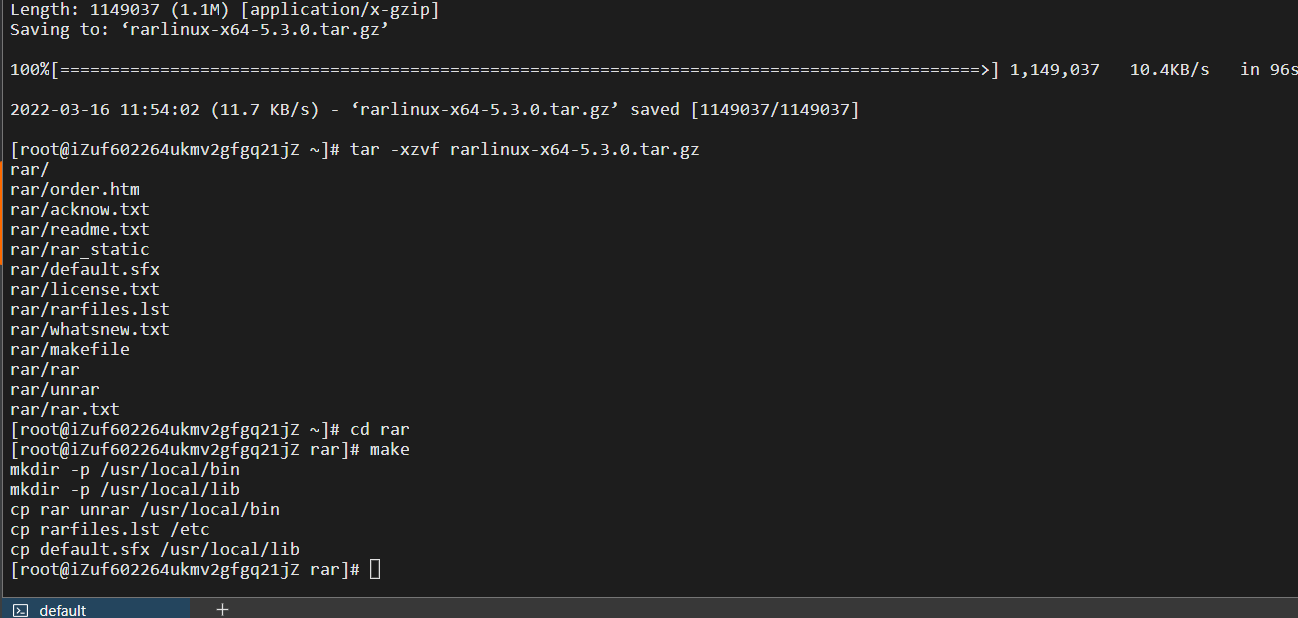 Length: 1149037 (1.1M) [application/x-gzip]
Saving to: ‘rarlinux-x64-5.3.0.tar.gz’
100%[============================================================================================>] 1,149,037   10.4KB/s   in 96s
2022-03-16 11:54:02 (11.7 KB/s) - ‘rarlinux-x64-5.3.0.tar.gz’ saved [1149037/1149037]
[root@iZuf602264ukmv2gfgq21jZ ~]# tar -xzvf rarlinux-x64-5.3.0.tar.gz
rar/
rar/order.htm
rar/acknow.txt
rar/readme.txt
rar/rar_static
rar/default.sfx
rar/license.txt
rar/rarfiles.lst
rar/whatsnew.txt
rar/makefile
rar/rar
rar/unrar
rar/rar.txt
[root@iZuf602264ukmv2gfgq21jZ ~]# cd rar
[root@iZuf602264ukmv2gfgq21jZ rar]# make
mkdir -p /usr/local/bin
mkdir -p /usr/local/lib
cp rar unrar /usr/local/bin
cp rarfiles.lst /etc
cp default.sfx /usr/local/lib
[root@iZuf602264ukmv2gfgq21jZ rar]#
default +